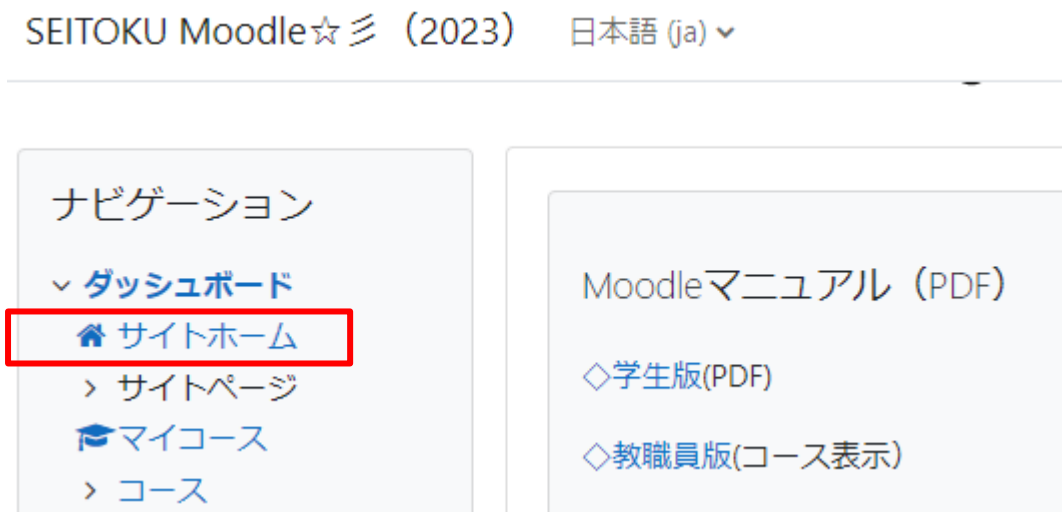 SEITOKU Moodle☆彡（2023） 日本語 (ja)
ナビゲーション
ダッシュボード
サイトホーム
サイトページ
マイコース
コース
Moodleマニュアル（PDF）
◇学生版(PDF)
◇教職員版(コース表示）